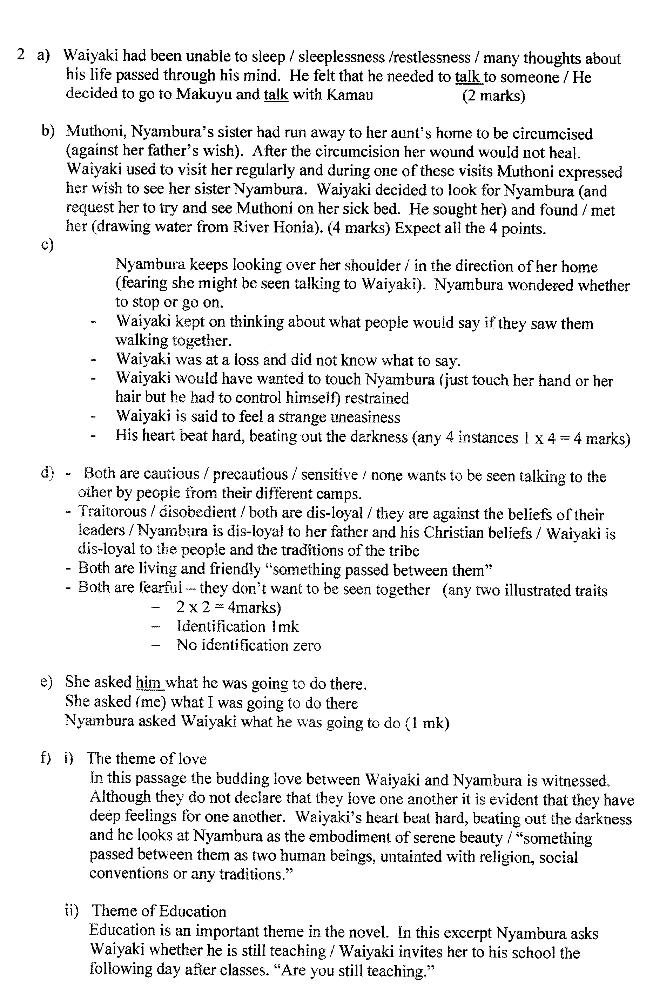 2 a) Waiyaki had been unable to sleep / sleeplessness /restlessness / many thoughts about
his life passed through his mind. He felt that he needed to talk to someone / He
decided to go to Makuyu and talk with Kamau (2 marks)
b) Muthoni, Nyambura's sister had run away to her aunt's home to be circumcised
(against her father's wish). After the circumcision her wound would not heal.
Waiyaki used to visit her regularly and during one of these visits Muthoni expressed
her wish to see her sister Nyambura. Waiyaki decided to look for Nyambura (and
request her to try and see Muthoni on her sick bed. He sought her) and found / met
her (drawing water from River Honia). (4 marks) Expect all the 4 points.
c)
Nyambura keeps looking over her shoulder / in the direction of her home
(fearing she might be seen talking to Waiyaki). Nyambura wondered whether
to stop or go on.
- Waiyaki kept on thinking about what people would say if they saw them
walking together.
- Waiyaki was at a loss and did not know what to say.
- Waiyaki would have wanted to touch Nyambura (just touch her hand or her
hair but he had to control himself) restrained
- Waiyaki is said to feel a strange uneasiness
- His heart beat hard, beating out the darkness (any 4 instances 1 x 4 = 4 marks)
d) - Both are cautious / precautious / sensitive / none wants to be seen talking to the
other by people from their different camps.
- Traitorous / disobedient / both are dis-loyal / they are against the beliefs of their
leaders / Nyambura is dis-loyal to her father and his Christian beliefs / Waiyaki is
dis-loyal to the people and the traditions of the tribe
- Both are living and friendly “something passed between them”
- Both are fearful – they don't want to be seen together (any two illustrated traits
– 2 x 2 = 4marks)
– Identification 1mk
– No identification zero
e) She asked him what he was going to do there.
She asked (me) what I was going to do there
Nyambura asked Waiyaki what he was going to do (1 mk)
f) i) The theme of love
In this passage the budding love between Waiyaki and Nyambura is witnessed.
Although they do not declare that they love one another it is evident that they have
deep feelings for one another. Waiyaki's heart beat hard, beating out the darkness
and he looks at Nyambura as the embodiment of serene beauty / “something
passed between them as two human beings, untainted with religion, social
conventions or any traditions.”
ii) Theme of Education
Education is an important theme in the novel. In this excerpt Nyambura asks
Waiyaki whether he is still teaching / Waiyaki invites her to his school the
following day after classes. “Are you still teaching.”